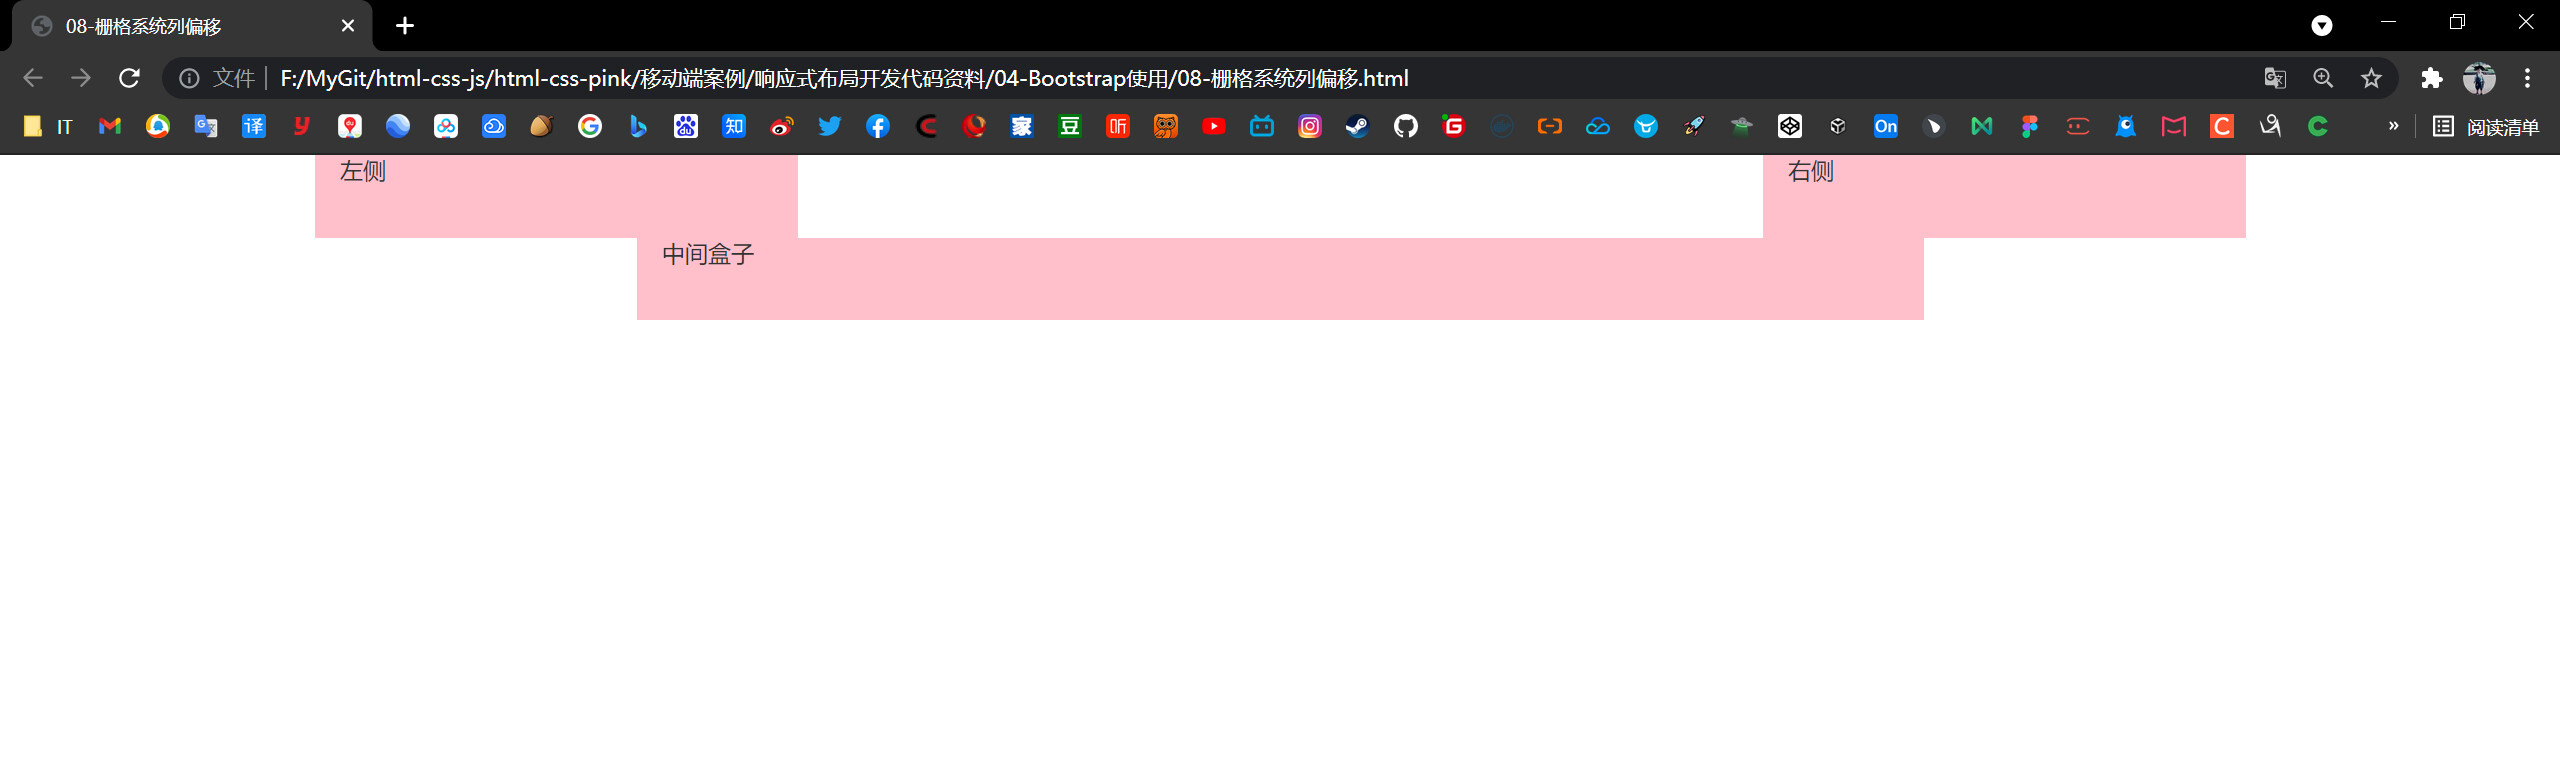 08-栅格系统列偏移
文件 F:/MyGit/html-css-js/html-css-pink/移动端案例/响应式布局开发代码资料/04-Bootstrap使用/08-栅格系统列偏移.html
IT 译 du 知 家 豆 听 On 阅读清单
左侧 右侧
中间盒子